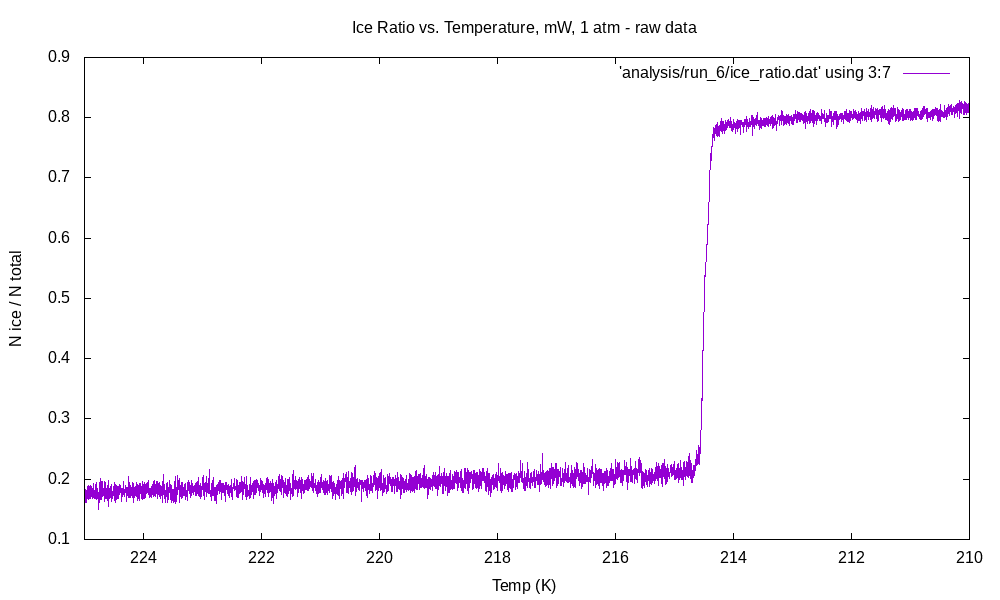 Ice Ratio vs. Temperature, mW, 1 atm - raw data
'analysis/run_6/ice_ratio.dat' using 3:7
0.9
0.8
0.7
0.6
0.5
0.4
0.3
0.2
0.1
N ice / N total
224 222 220 218 216 214 212 210
Temp (K)